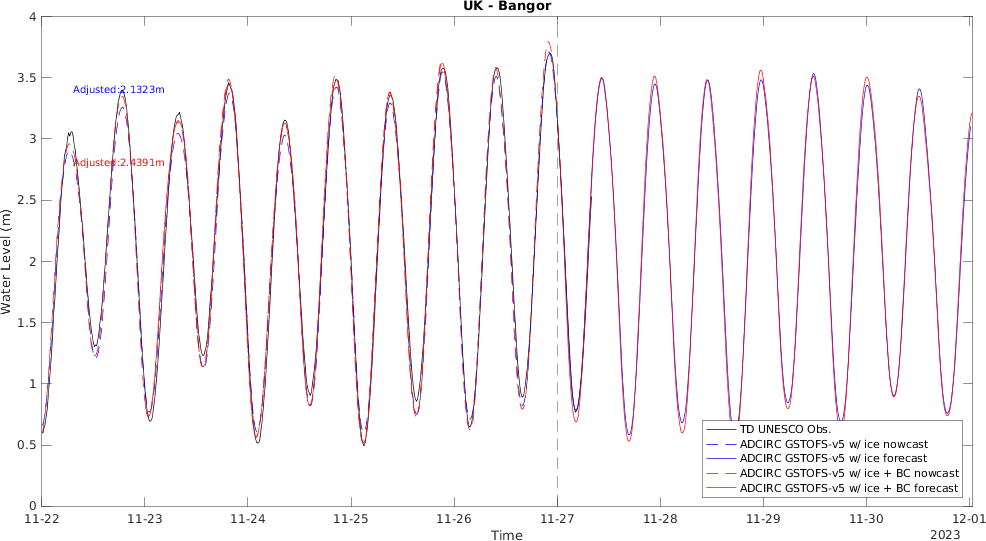 UK - Bangor
4
3.5
3
2.5
2
1.5
1
0.5
0
Water Level (m)
Adjusted:2.1323m
Adjusted:2.4391m
TD UNESCO Obs.
ADCIRC GSTOFS-v5 w/ ice nowcast
ADCIRC GSTOFS-v5 w/ ice forecast
ADCIRC GSTOFS-v5 w/ ice + BC nowcast
ADCIRC GSTOFS-v5 w/ ice + BC forecast
11-22 11-23 11-24 11-25 11-26 11-27 11-28 11-29 11-30 12-01
Time
2023